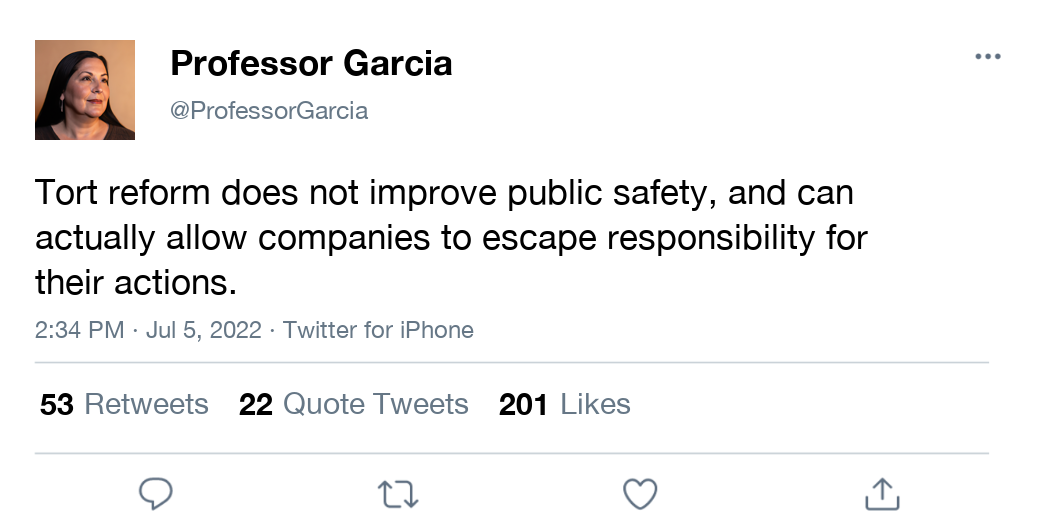 Professor Garcia
@ProfessorGarcia
Tort reform does not improve public safety, and can
actually allow companies to escape responsibility for
their actions.
2:34 PM · Jul 5, 2022 · Twitter for iPhone
53 Retweets 22 Quote Tweets 201 Likes